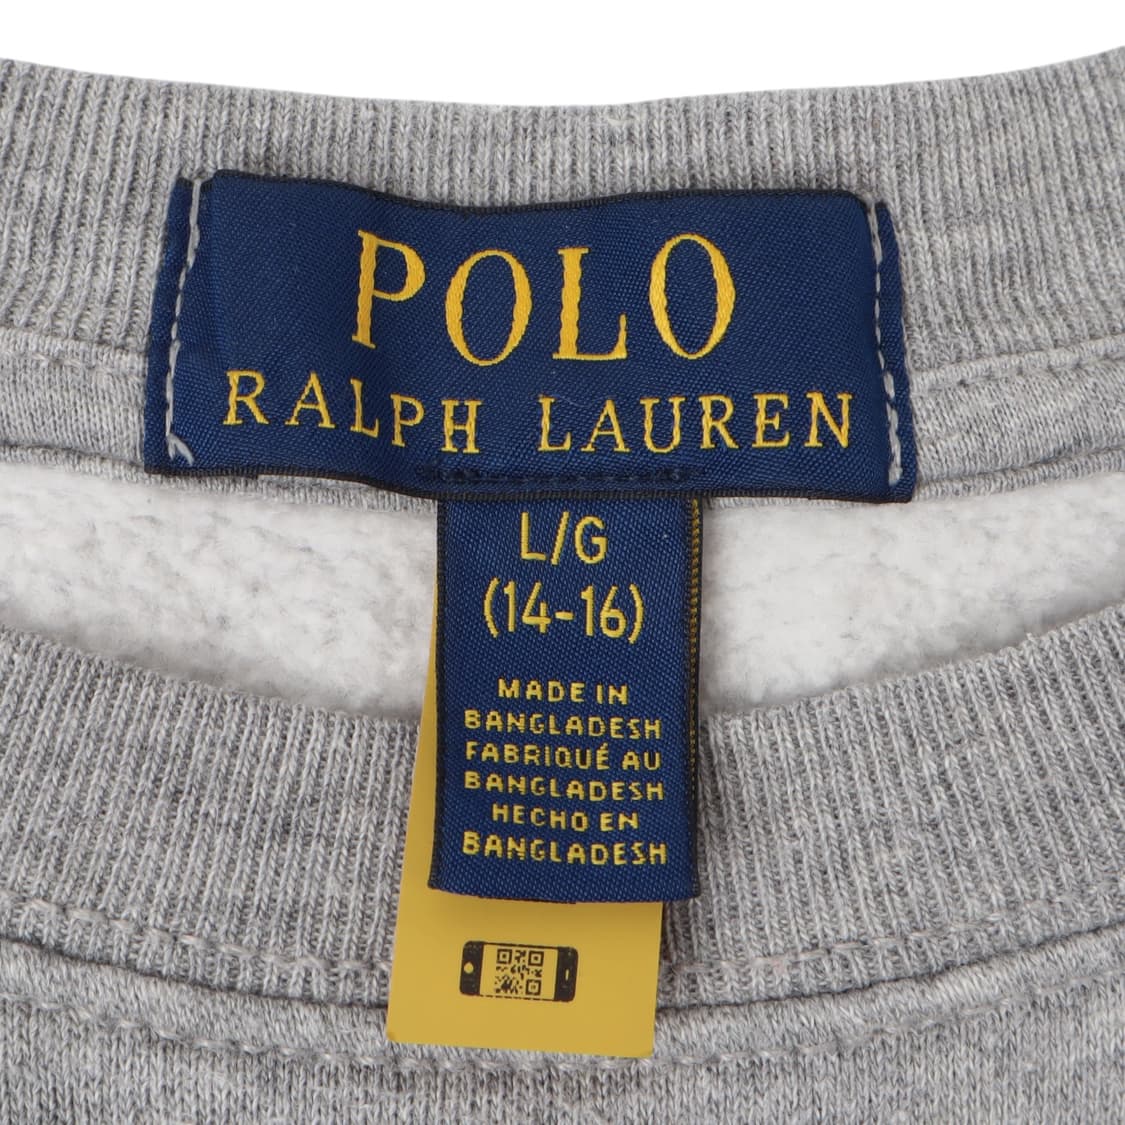 POLO
RALPH LAUREN
L/G
(14-16)
MADE IN
BANGLADESH
FABRIQUÉ AU
BANGLADESH
HECHO EN
BANGLADESH